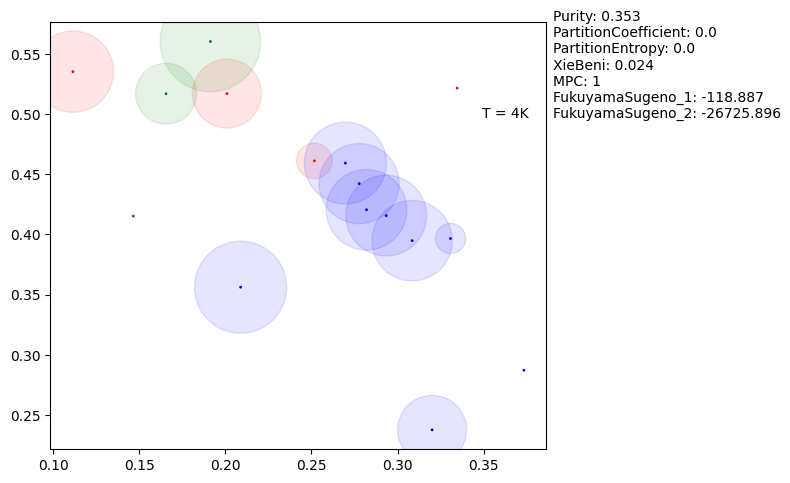 Purity: 0.353
PartitionCoefficient: 0.0
PartitionEntropy: 0.0
XieBeni: 0.024
MPC: 1
FukuyamaSugeno_1: -118.887
FukuyamaSugeno_2: -26725.896
T = 4K
0.55
0.50
0.45
0.40
0.35
0.30
0.25
0.10 0.15 0.20 0.25 0.30 0.35